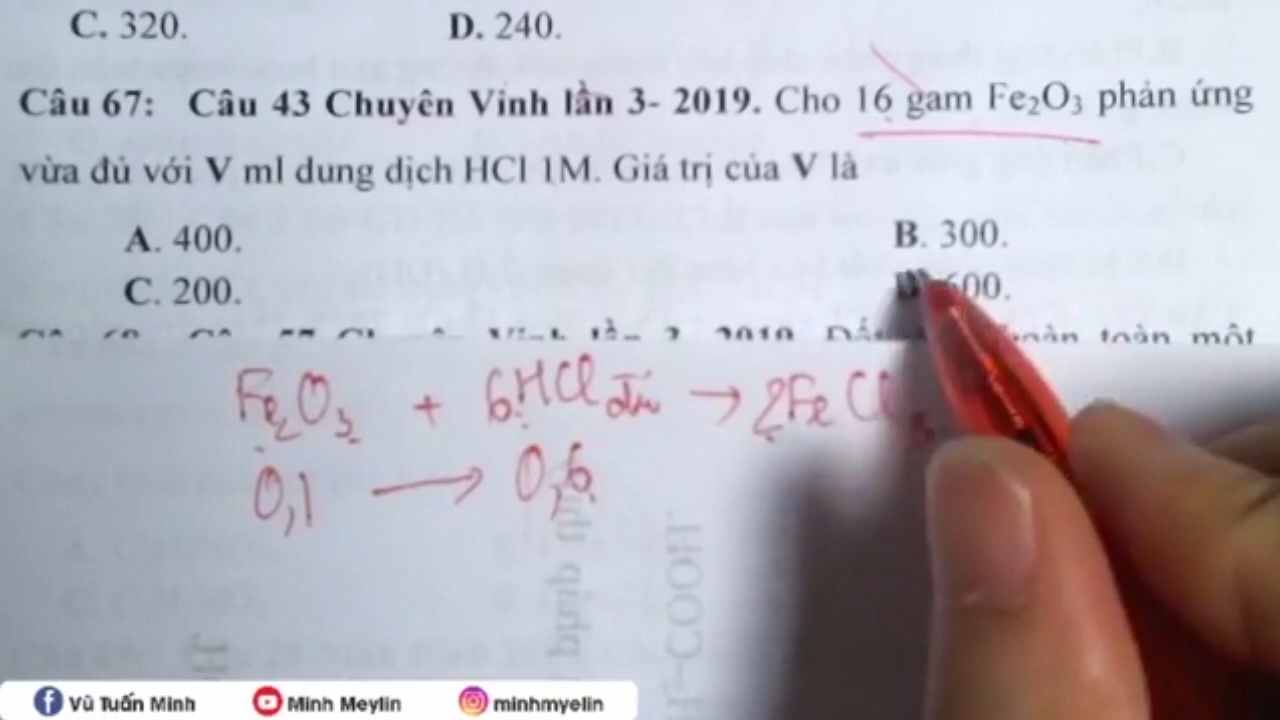 C. 320. D. 240.
Câu 67: Câu 43 Chuyên Vinh lần 3- 2019. Cho 16 gam Fe₂O₃ phản ứng
vừa đủ với V ml dung dịch HCl 1M. Giá trị của V là
A. 400. B. 300.
C. 200. 600.
Fe₂O₃ + 6HCl → 2FeCl
0,1 → 0,6
H₂-COOH.
Vũ Tuấn Minh Minh Meylin minhmyelin